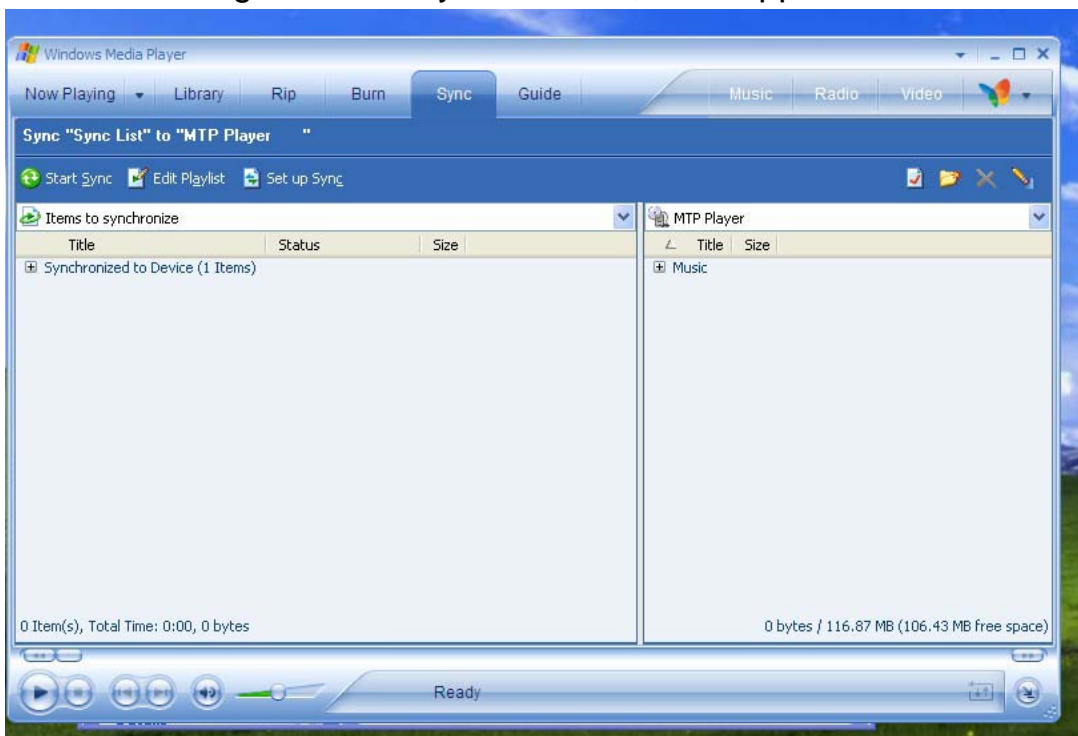 Windows Media Player
Now Playing Library Rip Burn Sync Guide Music Radio Video
Sync "Sync List" to "MTP Player "
Start Sync Edit Playlist Set up Sync
Items to synchronize MTP Player
Title Status Size Title Size
Synchronized to Device (1 Items) Music
0 Item(s), Total Time: 0:00, 0 bytes 0 bytes / 116.87 MB (106.43 MB free space)
Ready